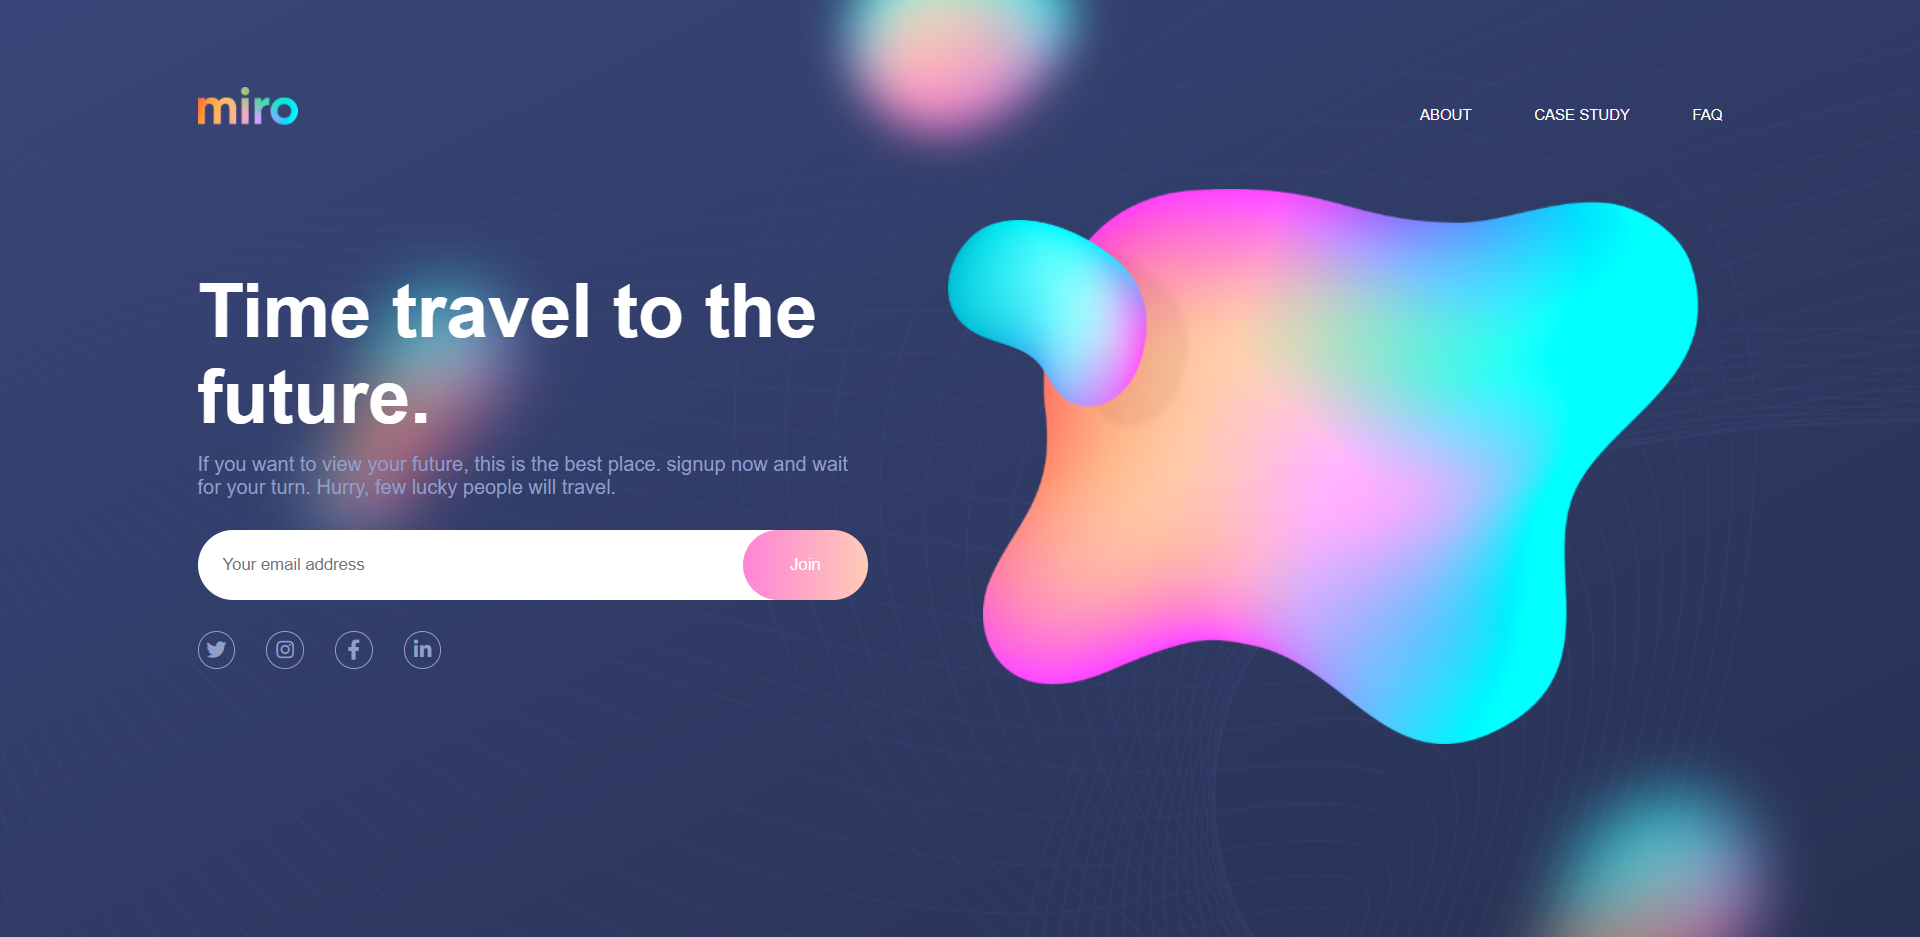 miro
ABOUT CASE STUDY FAQ
Time travel to the
future.
If you want to view your future, this is the best place. signup now and wait
for your turn. Hurry, few lucky people will travel.
Your email address Join